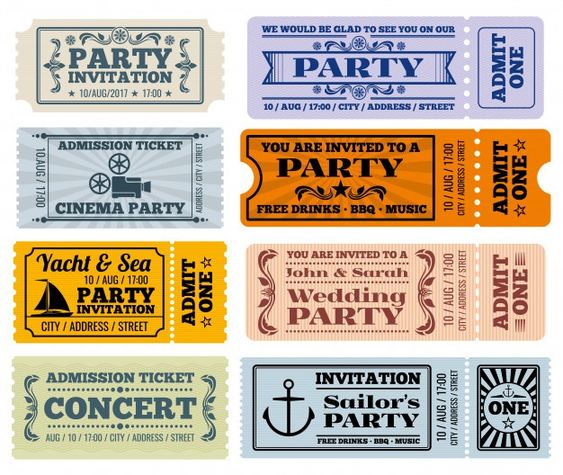 PARTY
INVITATION
10/AUG/2017 ★ 17:00
WE WOULD BE GLAD TO SEE YOU ON OUR
PARTY
10 / AUG / 17:00 / CITY / ADDRESS / STREET
ADMIT
ONE
ADMISSION TICKET
CINEMA PARTY
10 AUG / 17:00
ADDRESS / CITY / STREET
YOU ARE INVITED TO A
PARTY
FREE DRINKS • BBQ • MUSIC
10 / AUG / 17:00
CITY / ADDRESS / STREET
ADMIT
ONE
Yacht & Sea
10 / AUG / 17:00
PARTY
INVITATION
CITY / ADDRESS / STREET
ADMIT
ONE
YOU ARE INVITED TO A
John & Sarah
Wedding
PARTY
10 / AUG / 17:00
CITY / ADDRESS / STREET
ADMIT
ONE
ADMISSION TICKET
CONCERT
AUG / 10 / 17:00 / CITY / ADDRESS / STREET
INVITATION
Sailor's
PARTY
FREE DRINKS • BBQ • MUSIC
10 / AUG / 17:00
CITY / ADDRESS / STREET
ONE